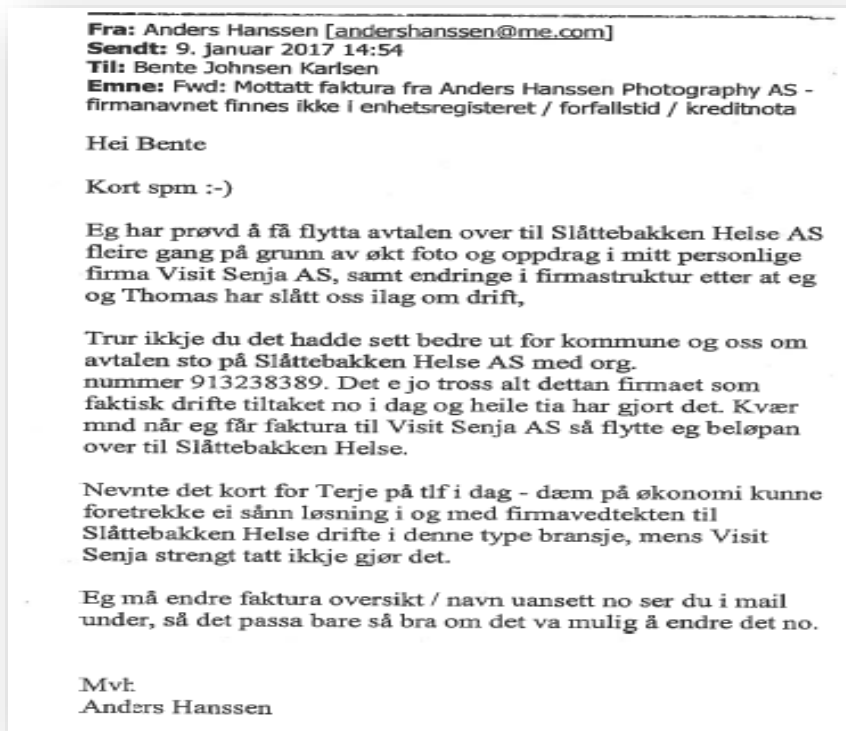 Fra: Anders Hanssen [andershanssen@me.com]
Sendt: 9. januar 2017 14:54
Til: Bente Johnsen Karlsen
Emne: Fwd: Mottatt faktura fra Anders Hanssen Photography AS -
firmanavnet finnes ikke i enhetsregisteret / forfallstid / kreditnota
Hei Bente
Kort spm :-)
Eg har prøvd å få flytta avtalen over til Slåttebakken Helse AS
fleire gang på grunn av økt foto og oppdrag i mitt personlige
firma Visit Senja AS, samt endringe i firmastruktur etter at eg
og Thomas har slått oss ilag om drift,
Trur ikkje du det hadde sett bedre ut for kommune og oss om
avtalen sto på Slåttebakken Helse AS med org.
nummer 913238389. Det e jo tross alt dettan firmaet som
faktisk drifte tiltaket no i dag og heile tia har gjort det. Kvær
mnd når eg får faktura til Visit Senja AS så flytte eg beløpan
over til Slåttebakken Helse.
Nevnte det kort for Terje på tlf i dag - dæm på økonomi kunne
foretrekke ei sånn løsning i og med firmavedtekten til
Slåttebakken Helse drifte i denne type bransje, mens Visit
Senja strengt tatt ikkje gjør det.
Eg må endre faktura oversikt / navn uansett no ser du i mail
under, så det passa bare så bra om det va mulig å endre det no.
Mvh
Anders Hanssen